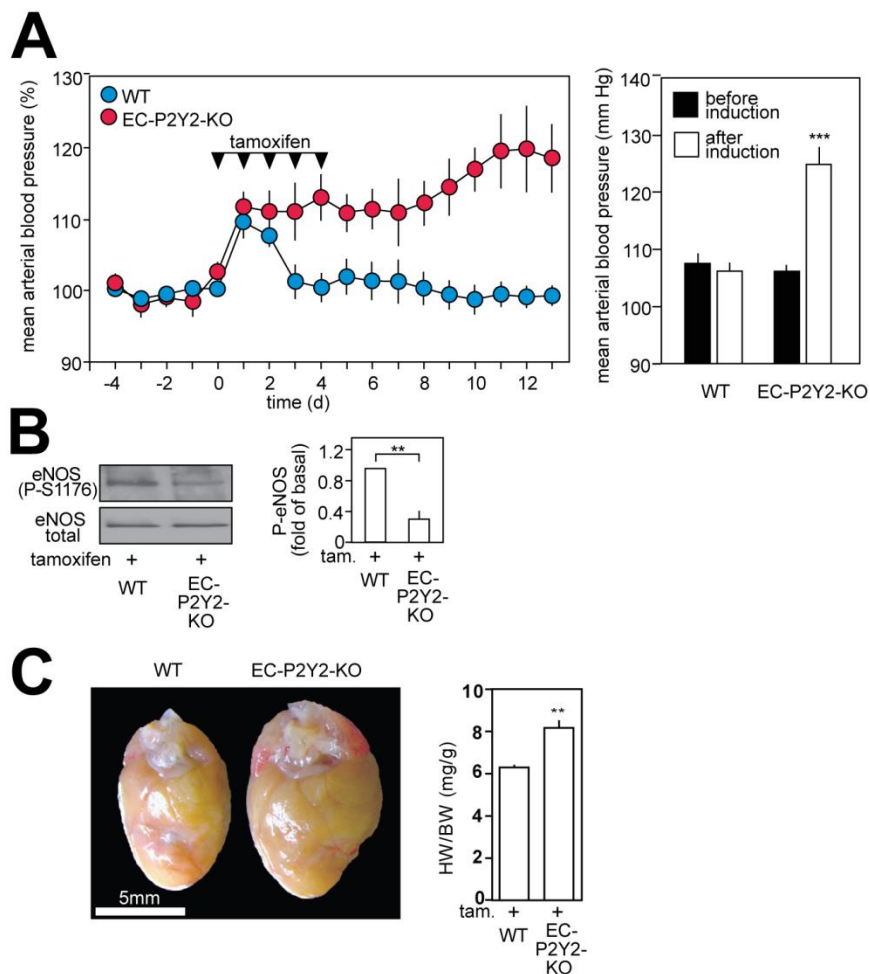 A
mean arterial blood pressure (%)
130
120
110
100
90
WT
EC-P2Y2-KO
tamoxifen
-4 -2 0 2 4 6 8 10 12
time (d)
mean arterial blood pressure (mm Hg)
140
130
120
110
100
90
before
induction
after
induction
***
WT EC-P2Y2-KO
B
eNOS
(P-S1176)
eNOS
total
tamoxifen + +
WT EC-
P2Y2-
KO
P-eNOS
(fold of basal)
1.2
0.8
0.4
0
**
tam. + +
WT EC-
P2Y2-
KO
C
WT EC-P2Y2-KO
5mm
HW/BW (mg/g)
10
8
6
4
2
0
**
tam. + +
WT EC-
P2Y2-
KO